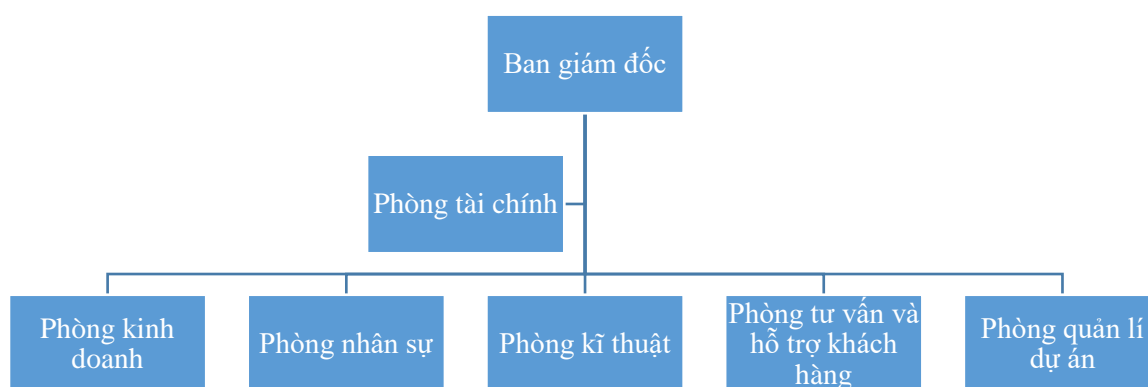 Ban giám đốc
Phòng tài chính
Phòng kinh
doanh
Phòng nhân sự
Phòng kĩ thuật
Phòng tư vấn và
hỗ trợ khách
hàng
Phòng quản lí
dự án